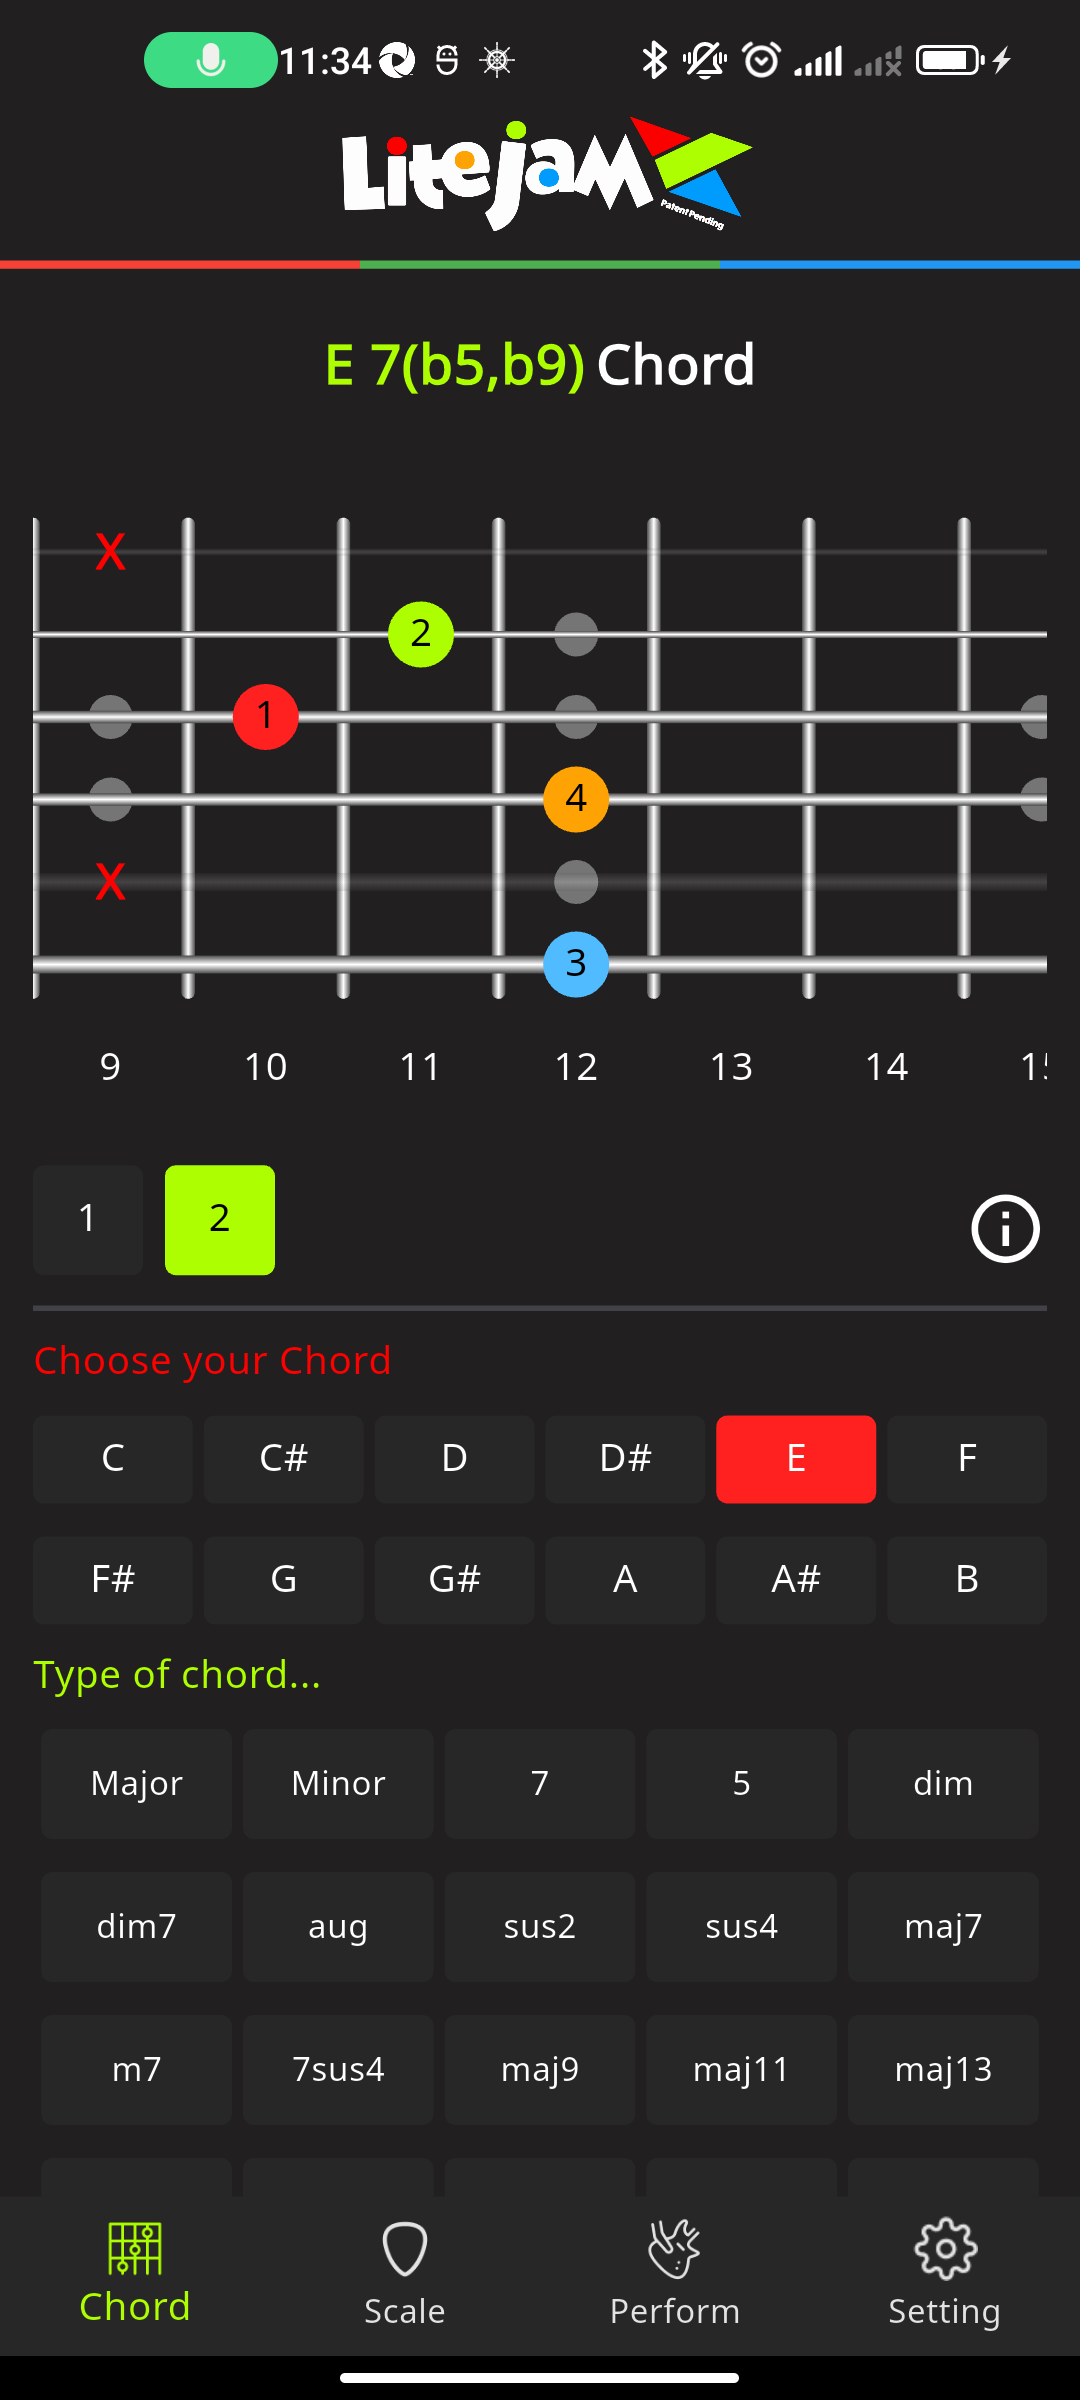 11:34
LitejaM
Patent Pending
E 7(b5,b9) Chord
X
2
1
4
X
3
9 10 11 12 13 14
1 2
Choose your Chord
C C# D D# E F
F# G G# A A# B
Type of chord...
Major Minor 7 5 dim
dim7 aug sus2 sus4 maj7
m7 7sus4 maj9 maj11 maj13
Chord Scale Perform Setting